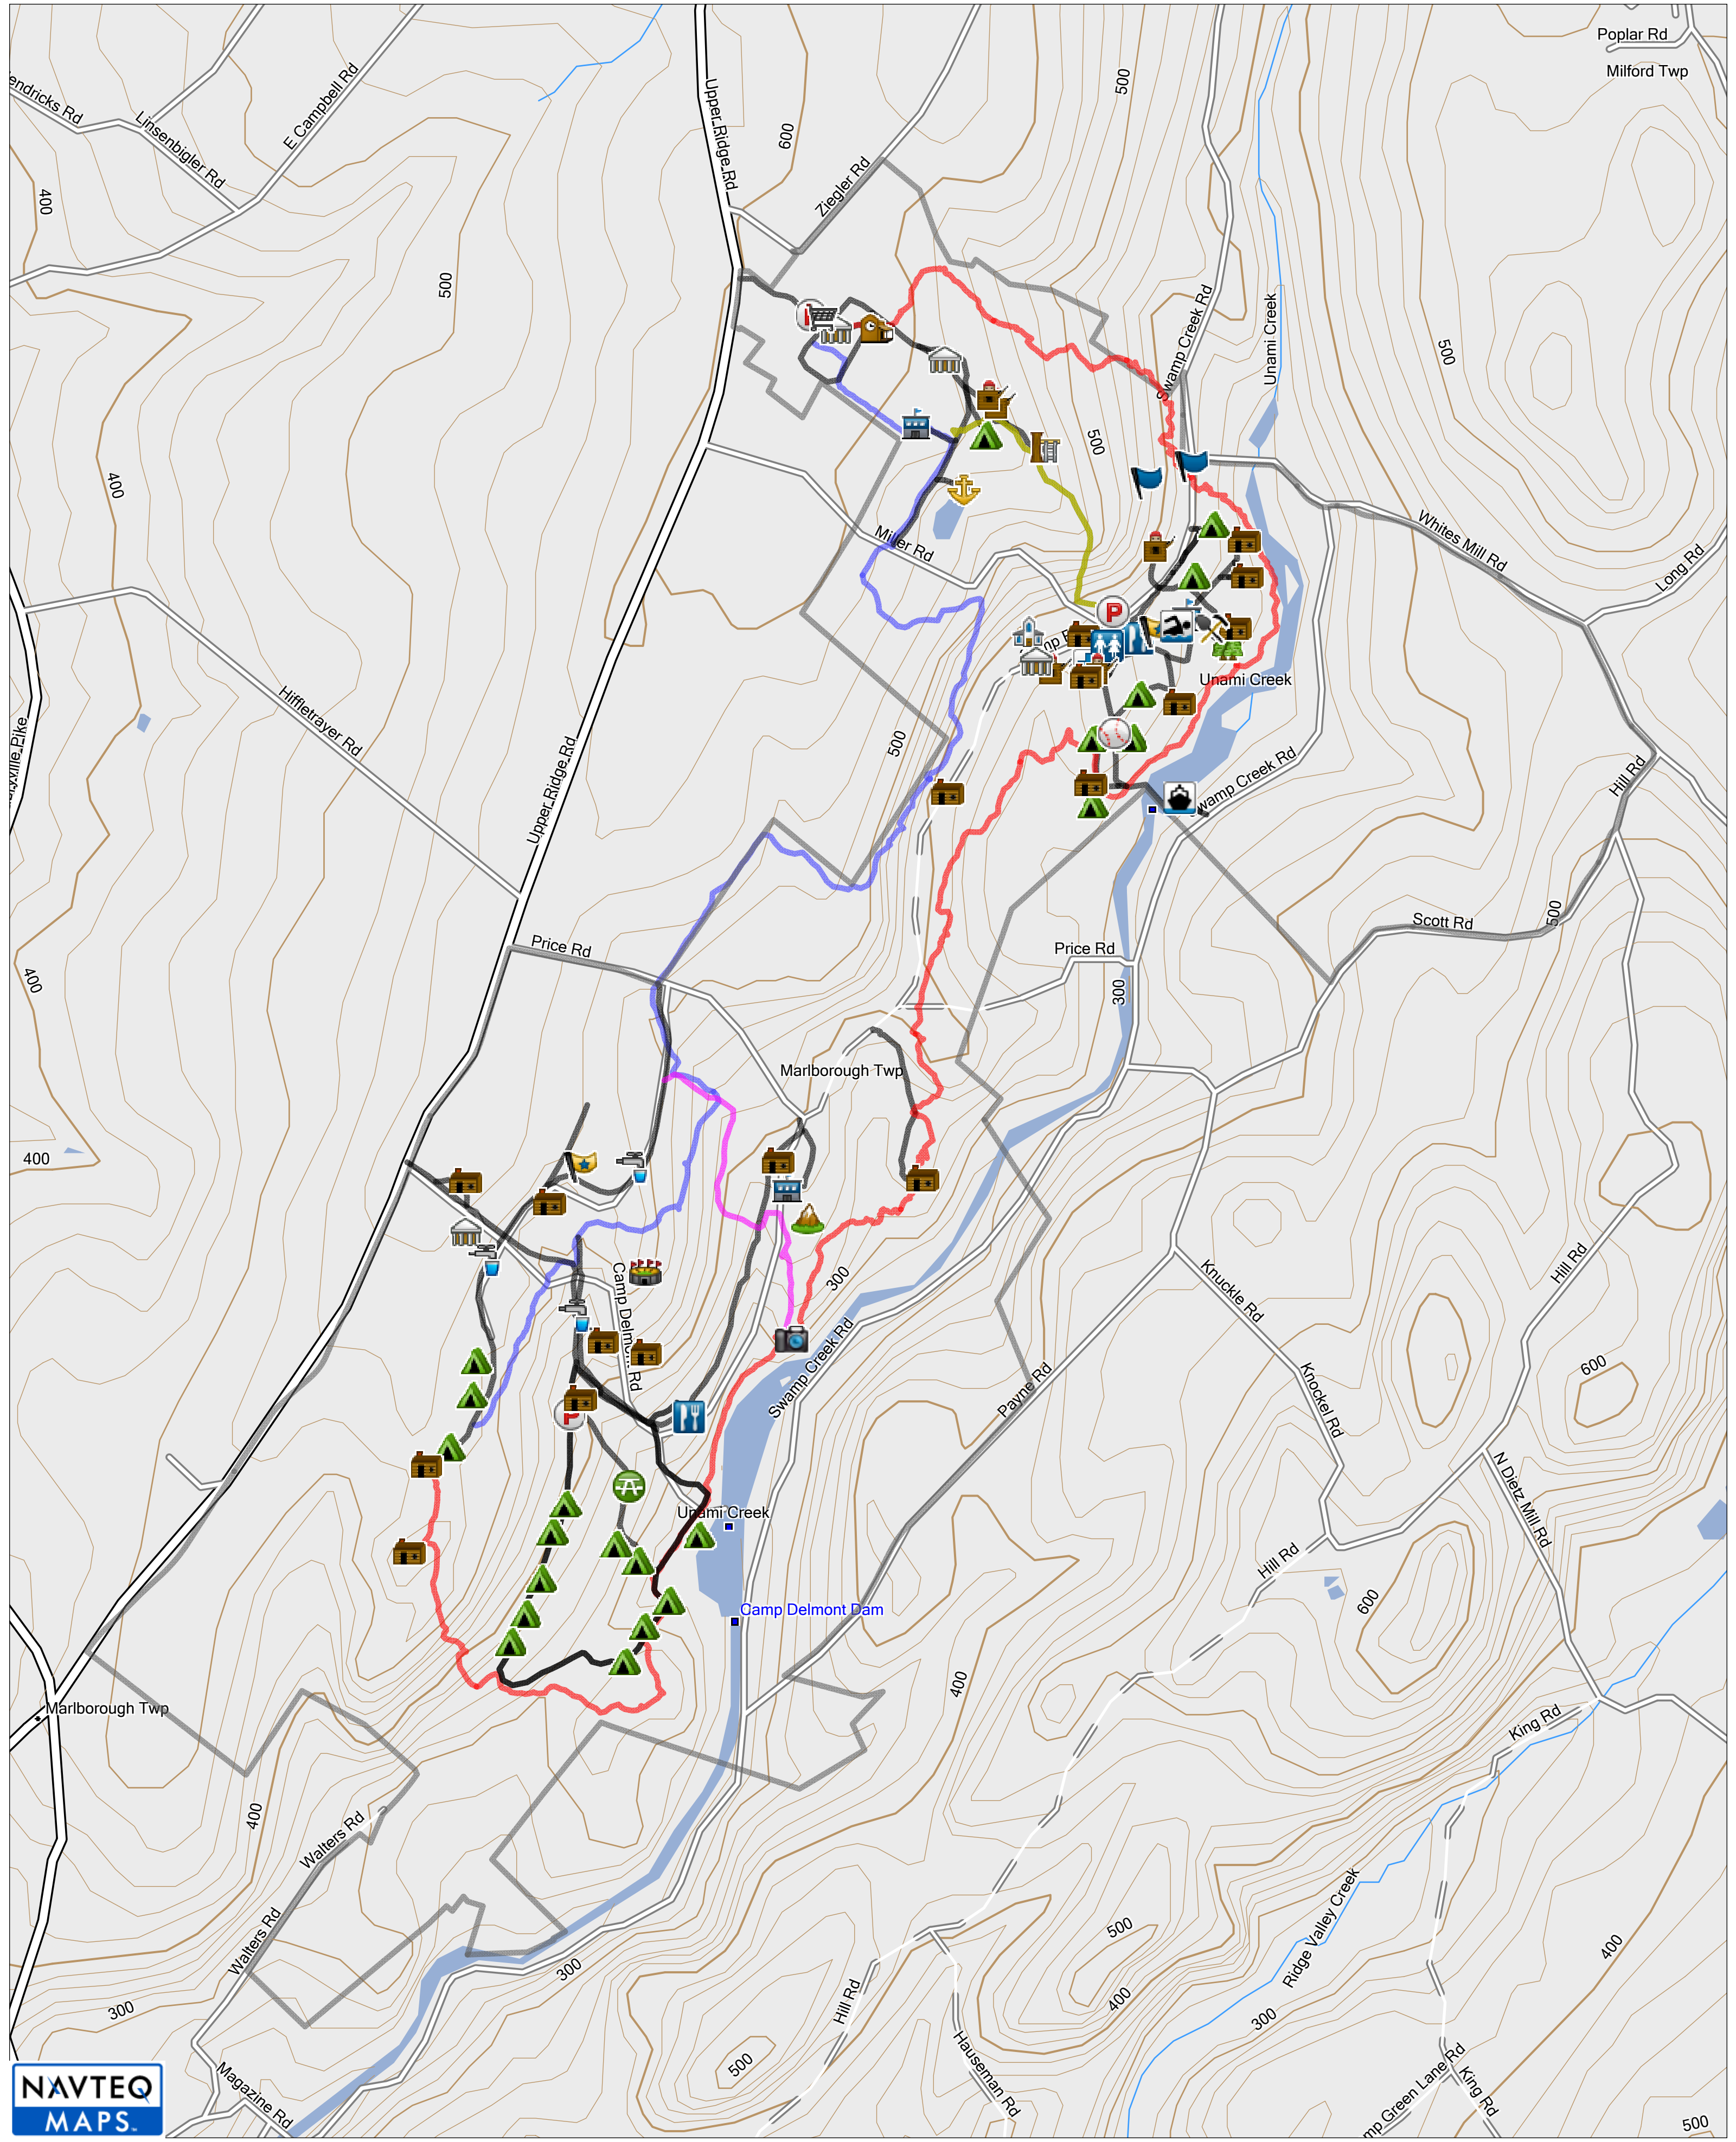 Poplar Rd
Milford Twp
500
600
Upper Ridge Rd
E Campbell Rd
Linsenbigler Rd
endricks Rd
400
Ziegler Rd
500
Swamp Creek Rd
Unami Creek
500
500
400
Miller Rd
Whites Mill Rd
Long Rd
P
Unami Creek
Hiffletrayer Rd
500
Upper Ridge Rd
wamp Creek Rd
Hill Rd
Price Rd
Price Rd
Scott Rd
500
400
300
Marlborough Twp
400
Camp Delmont Rd
300
Swamp Creek Rd
Knuckle Rd
Hill Rd
Payne Rd
Knockel Rd
600
P
N Dietz Mill Rd
Unami Creek
Hill Rd
600
Camp Delmont Dam
400
Marlborough Twp
King Rd
400
Walters Rd
Walters Rd
500
Ridge Valley Creek
400
300
300
Hill Rd
400
300
Hauseman Rd
500
mp Green Lane Rd
King Rd
Magazine Rd
500
NAVTEQ
MAPS